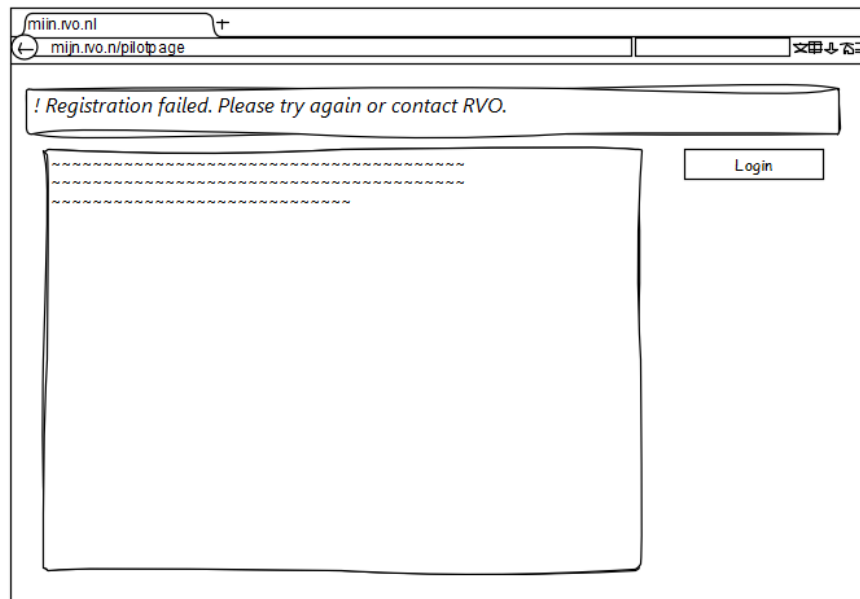 miin.rvo.nl
mijn.rvo.n/pilotpage
! Registration failed. Please try again or contact RVO.
Login
~~~~~~~~~~~~~~~~~~~~~~~~~~~~~~~~~~~~~~~~
~~~~~~~~~~~~~~~~~~~~~~~~~~~~~~~~~~~~~~~~
~~~~~~~~~~~~~~~~~~~~~~~~~~~~~